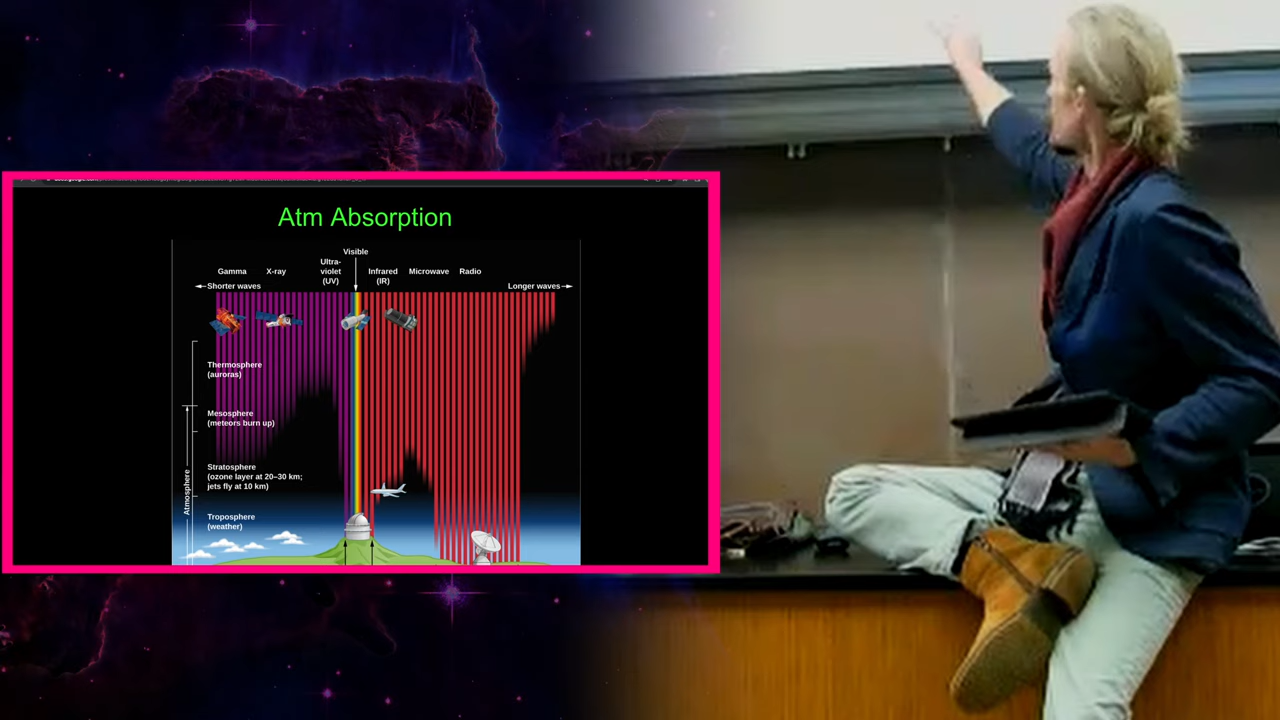 Atm Absorption
Visible
Ultra-
violet
(UV)
Gamma
X-ray
Infrared
(IR)
Microwave
Radio
Shorter waves
Longer waves
Thermosphere
(auroras)
Mesosphere
(meteors burn up)
Stratosphere
(ozone layer at 20–30 km;
jets fly at 10 km)
Atmosphere
Troposphere
(weather)